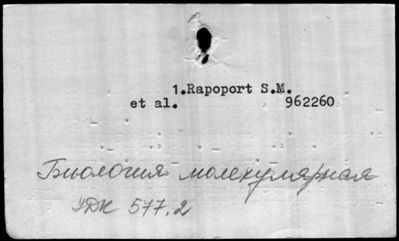 1.Rapoport S.M.
et al. 962260
Биология молекулярная
УДК 577.2